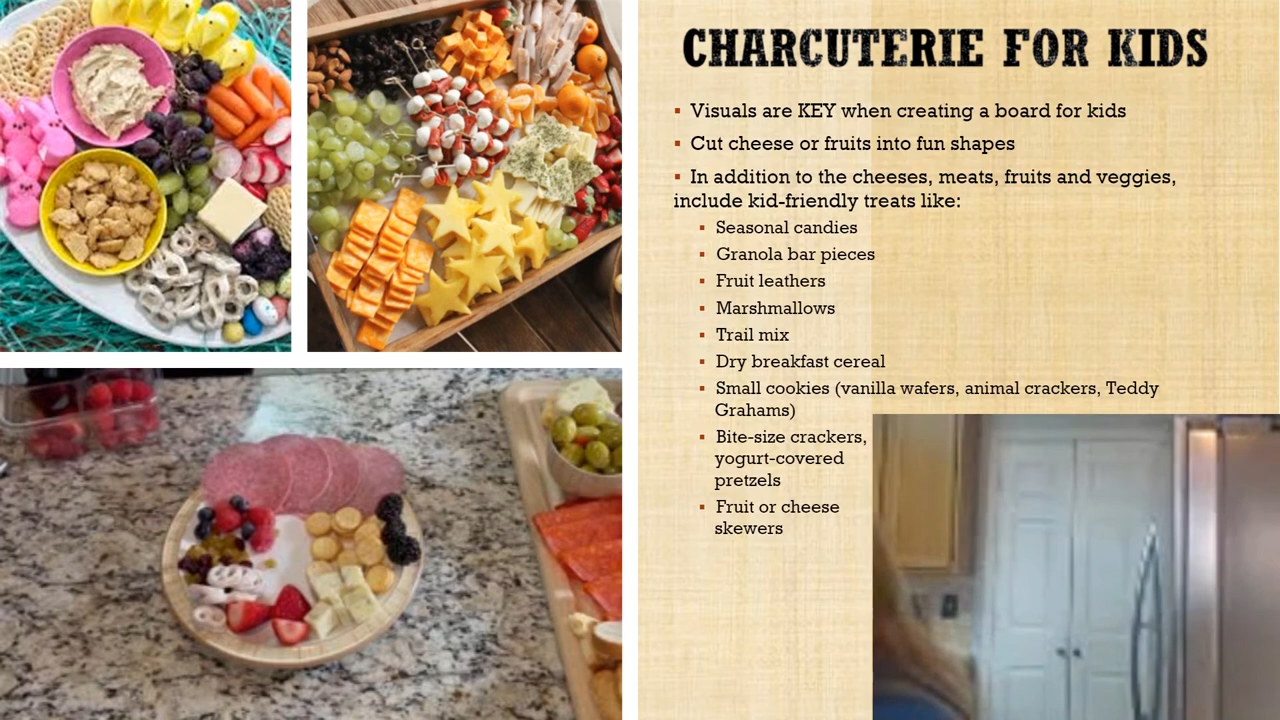 CHARCUTERIE FOR KIDS
▪ Visuals are KEY when creating a board for kids
▪ Cut cheese or fruits into fun shapes
▪ In addition to the cheeses, meats, fruits and veggies,
include kid-friendly treats like:
▪ Seasonal candies
▪ Granola bar pieces
▪ Fruit leathers
▪ Marshmallows
▪ Trail mix
▪ Dry breakfast cereal
▪ Small cookies (vanilla wafers, animal crackers, Teddy
Grahams)
▪ Bite-size crackers,
yogurt-covered
pretzels
▪ Fruit or cheese
skewers